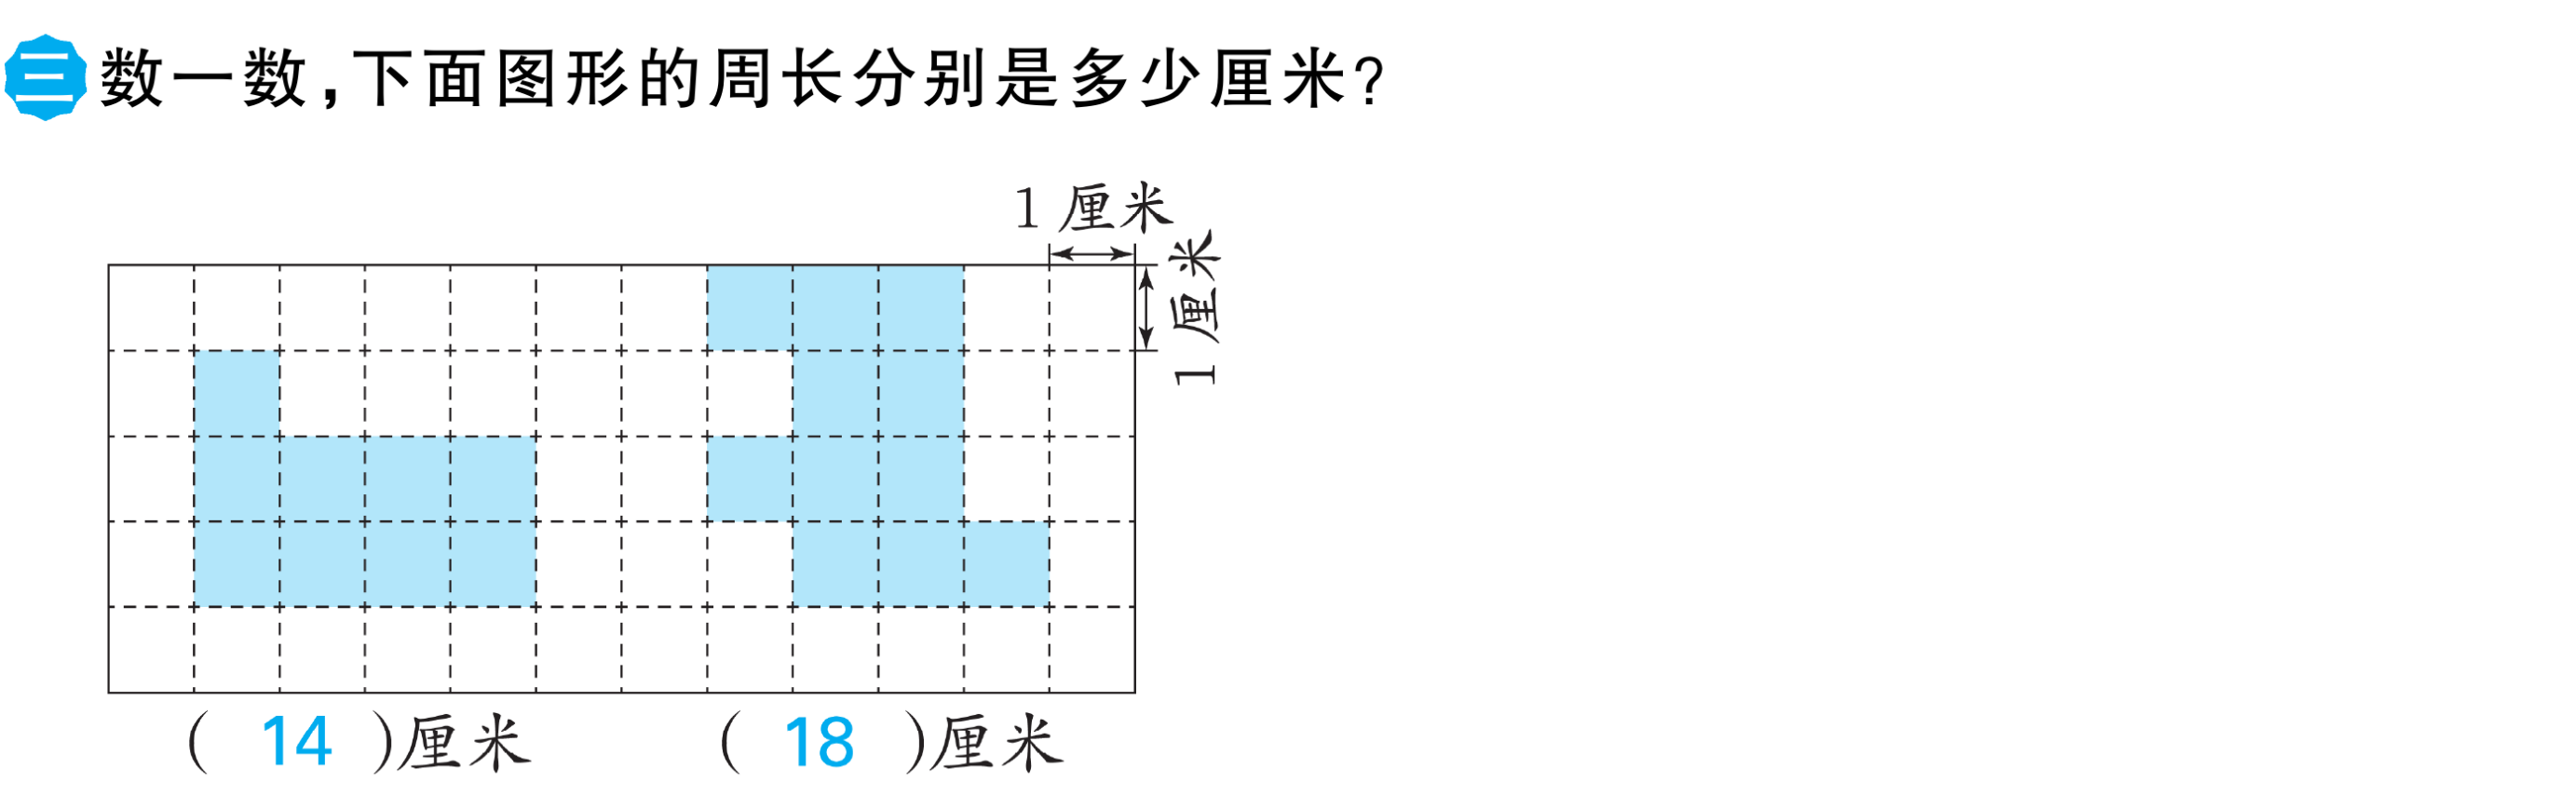 三 数一数,下面图形的周长分别是多少厘米?
1 厘米
1 厘米
( 14 )厘米 ( 18 )厘米